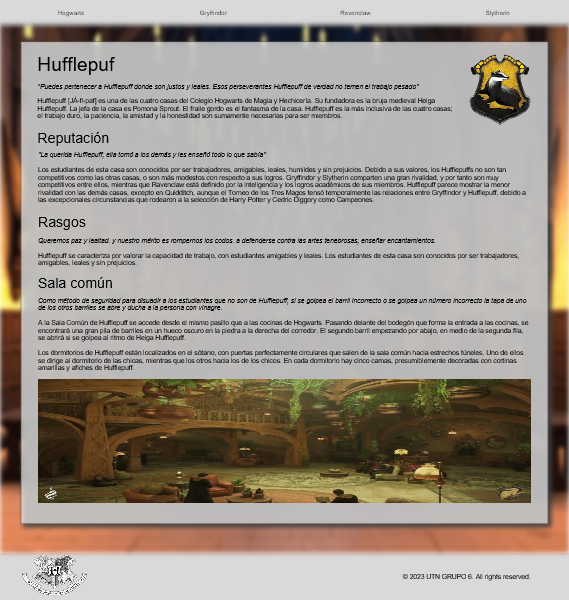 Hogwarts Gryffindor Ravenclaw Slytherin
Hufflepuf
"Puedes pertenecer a Hufflepuff donde son justos y leales. Esos perseverantes Hufflepuff de verdad no temen el trabajo pesado"
Hufflepuff [JÁ-fl-paf] es una de las cuatro casas del Colegio Hogwarts de Magia y Hechicería. Su fundadora es la bruja medieval Helga
Hufflepuff. La jefa de la casa es Pomona Sprout. El fraile gordo es el fantasma de la casa. Hufflepuff es la más inclusiva de las cuatro casas;
el trabajo duro, la paciencia, la amistad y la honestidad son sumamente necesarias para ser miembros.
Reputación
"La querida Hufflepuff, ella tomó a los demás y les enseñó todo lo que sabía"
Los estudiantes de esta casa son conocidos por ser trabajadores, amigables, leales, humildes y sin prejuicios. Debido a sus valores, los Hufflepuffs no son tan
competitivos como las otras casas, o son más modestos con respecto a sus logros. Gryffindor y Slytherin comparten una gran rivalidad, y por tanto son muy
competitivos entre ellos, mientras que Ravenclaw está definido por la inteligencia y los logros académicos de sus miembros. Hufflepuff parece mostrar la menor
rivalidad con las demás casas, excepto en Quidditch, aunque el Torneo de los Tres Magos tensó temporalmente las relaciones entre Gryffindor y Hufflepuff, debido a
las excepcionales circunstancias que rodearon a la selección de Harry Potter y Cedric Diggory como Campeones.
Rasgos
Queremos paz y lealtad. y nuestro mérito es rompernos los codos. a defenderse contra las artes tenebrosas, enseñar encantamientos.
Hufflepuff se caracteriza por valorar la capacidad de trabajo, con estudiantes amigables y leales. Los estudiantes de esta casa son conocidos por ser trabajadores,
amigables, leales y sin prejuicios.
Sala común
Como método de seguridad para disuadir a los estudiantes que no son de Hufflepuff, si se golpea el barril incorrecto o se golpea un número incorrecto la tapa de uno
de los otros barriles se abre y ducha a la persona con vinagre.
A la Sala Común de Hufflepuff se accede desde el mismo pasillo que a las cocinas de Hogwarts. Pasando delante del bodegón que forma la entrada a las cocinas, se
encontrará una gran pila de barriles en un hueco oscuro en la piedra a la derecha del corredor. El segundo barril empezando por abajo, en medio de la segunda fila,
se abrirá si se golpea al ritmo de Helga Hufflepuff.
Los dormitorios de Hufflepuff están localizados en el sótano, con puertas perfectamente circulares que salen de la sala común hacia estrechos túneles. Uno de ellos
se dirige al dormitorio de las chicas, mientras que los otros hacia los de los chicos. En cada dormitorio hay cinco camas, presumiblemente decoradas con cortinas
amarillas y afiches de Hufflepuff.
© 2023 UTN GRUPO 6. All rights reserved.